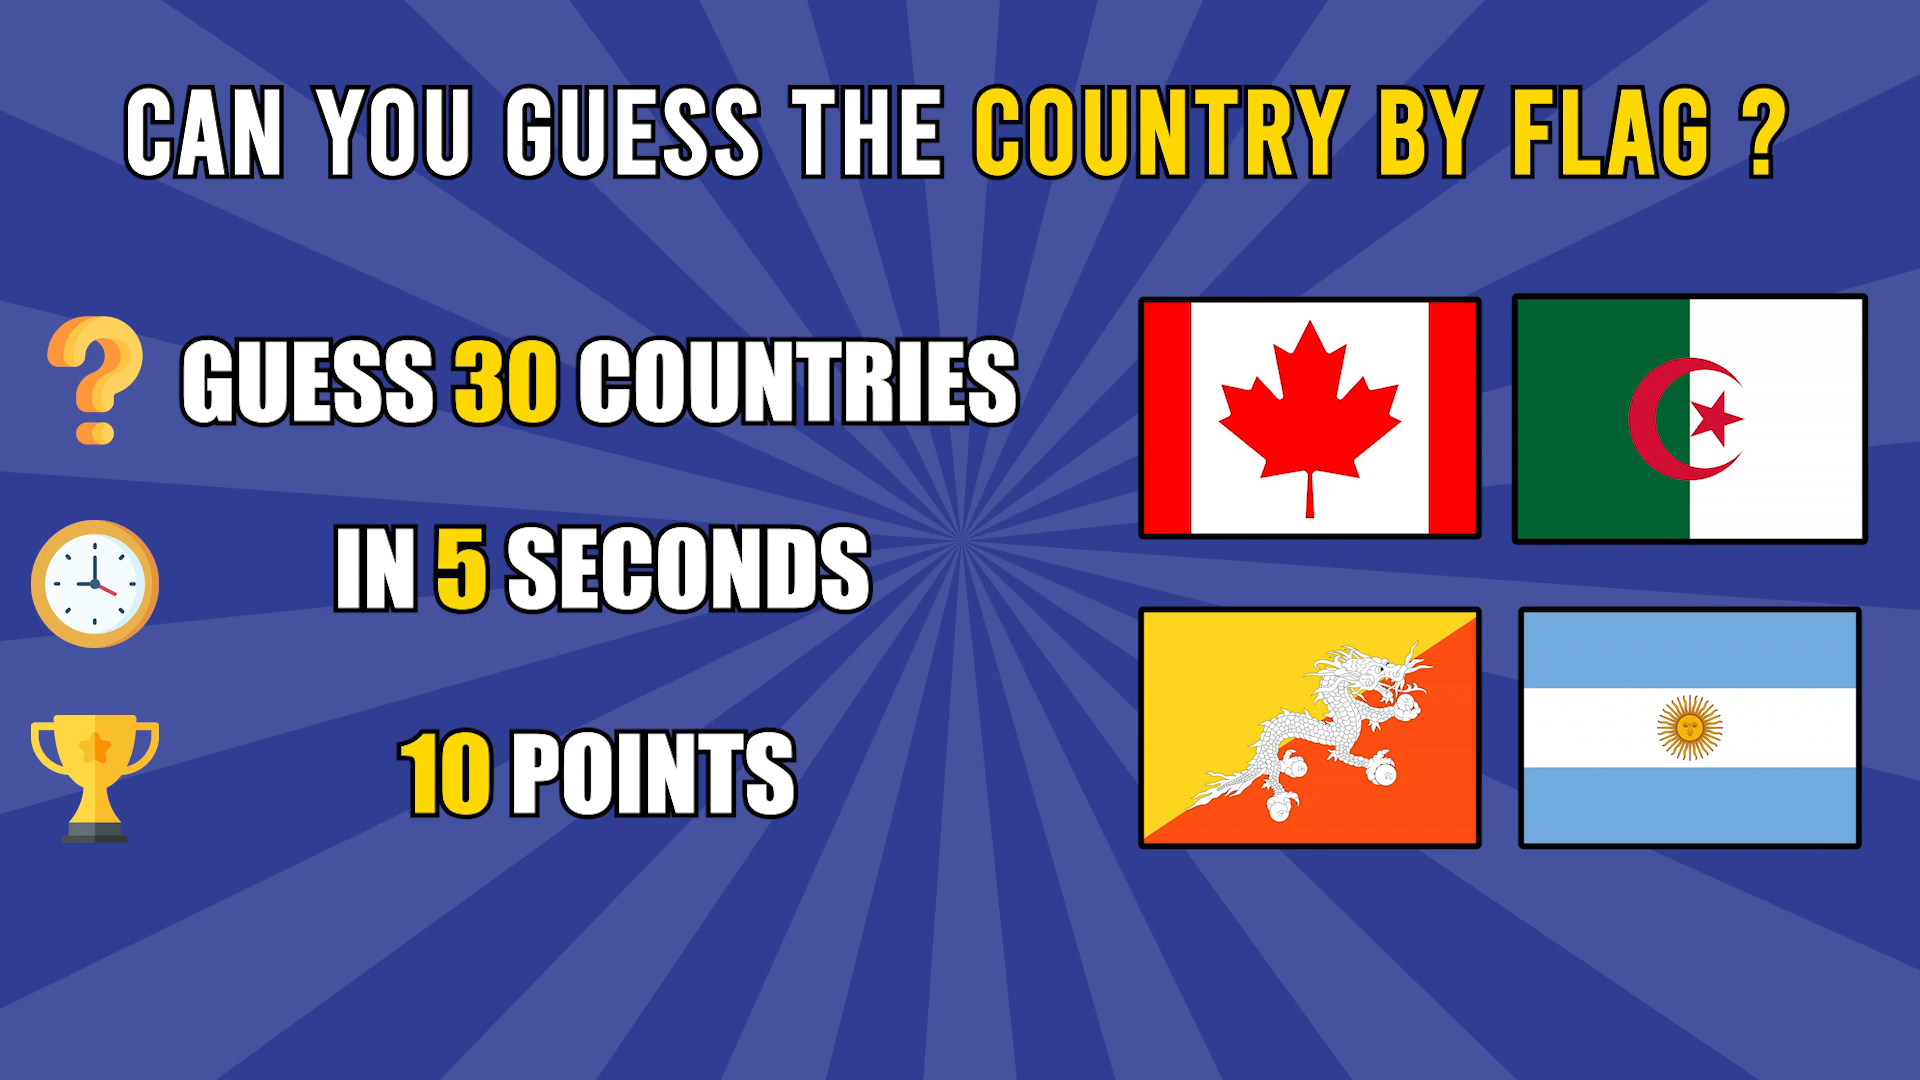 CAN YOU GUESS THE COUNTRY BY FLAG ?
GUESS 30 COUNTRIES
IN 5 SECONDS
10 POINTS